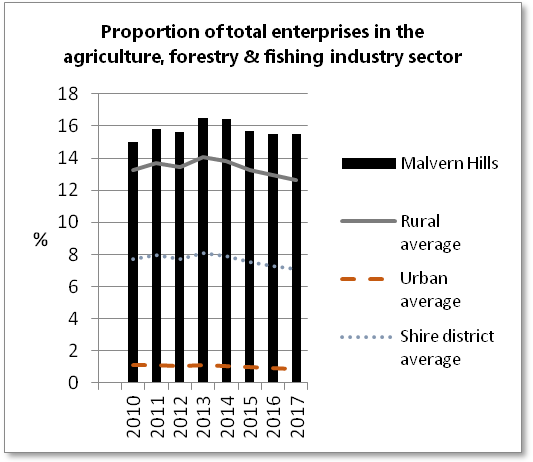 Proportion of total enterprises in the
agriculture, forestry & fishing industry sector
18
16
14
12
10
8
6
4
2
0
%
2010
2011
2012
2013
2014
2015
2016
2017
Malvern Hills
Rural
average
Urban
average
Shire district
average